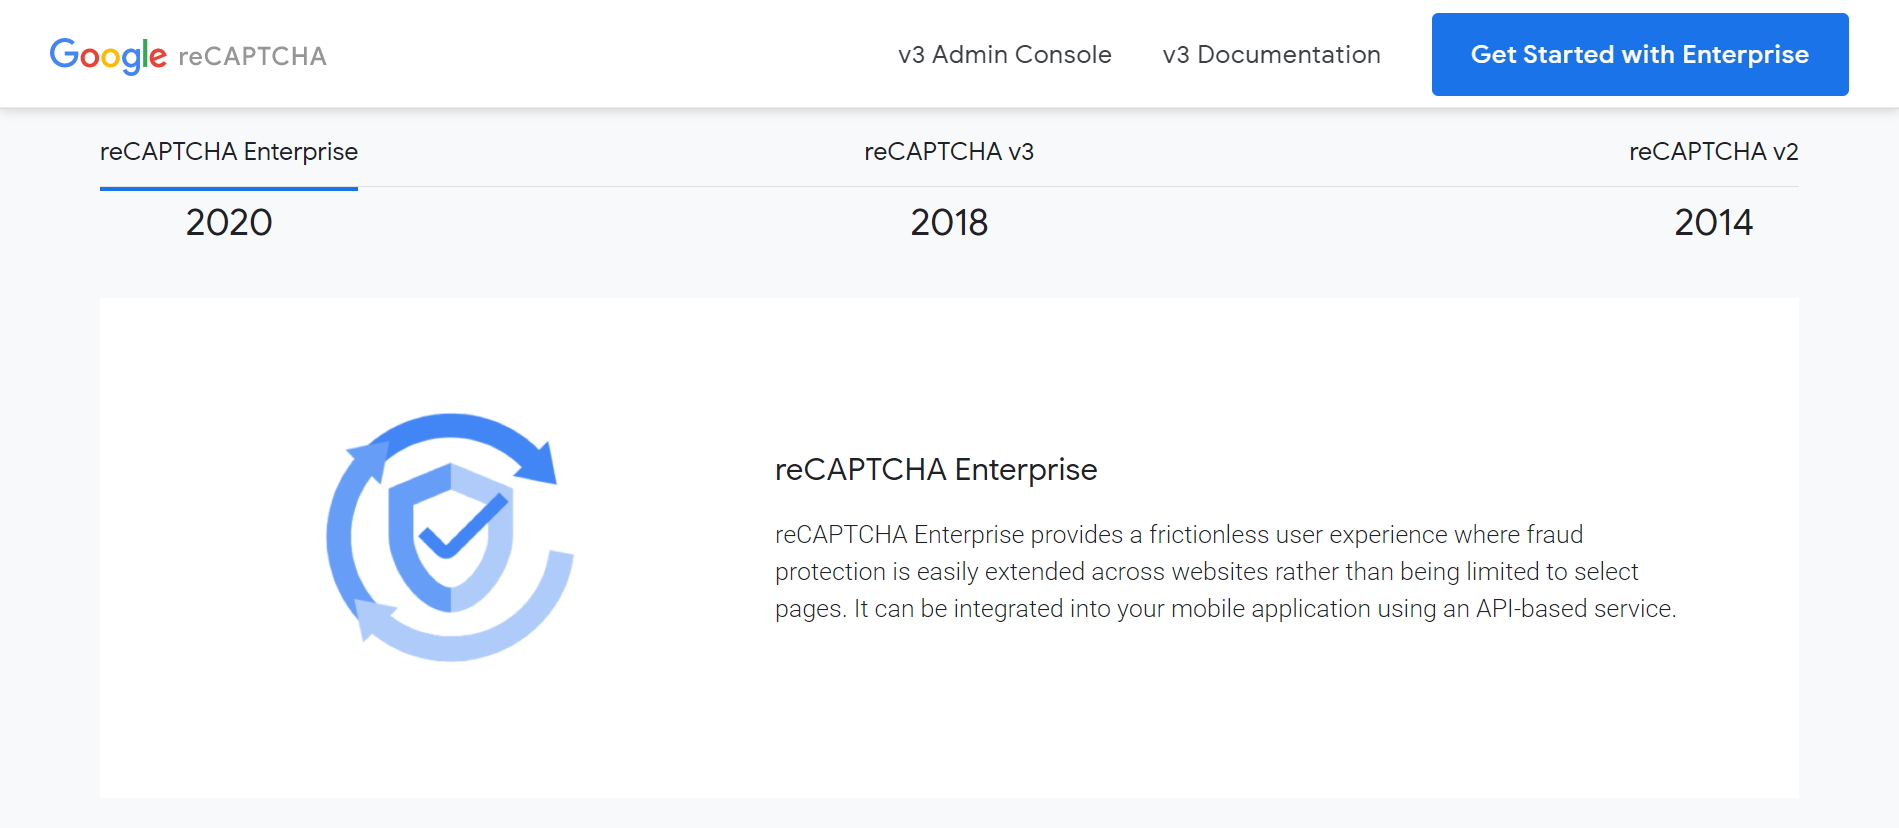 Google reCAPTCHA
v3 Admin Console
v3 Documentation
Get Started with Enterprise
reCAPTCHA Enterprise
reCAPTCHA v3
reCAPTCHA v2
2020
2018
2014
reCAPTCHA Enterprise
reCAPTCHA Enterprise provides a frictionless user experience where fraud
protection is easily extended across websites rather than being limited to select
pages. It can be integrated into your mobile application using an API-based service.